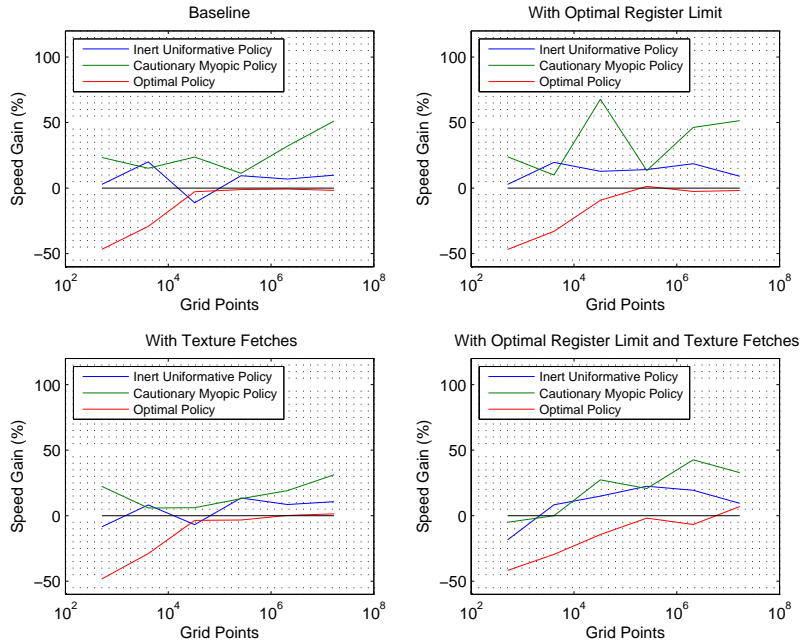 Baseline
Inert Uniformative Policy
Cautionary Myopic Policy
Optimal Policy
100
50
0
−50
Speed Gain (%)
10^2
10^4
10^6
10^8
Grid Points
With Optimal Register Limit
Inert Uniformative Policy
Cautionary Myopic Policy
Optimal Policy
100
50
0
−50
Speed Gain (%)
10^2
10^4
10^6
10^8
Grid Points
With Texture Fetches
Inert Uniformative Policy
Cautionary Myopic Policy
Optimal Policy
100
50
0
−50
Speed Gain (%)
10^2
10^4
10^6
10^8
Grid Points
With Optimal Register Limit and Texture Fetches
Inert Uniformative Policy
Cautionary Myopic Policy
Optimal Policy
100
50
0
−50
Speed Gain (%)
10^2
10^4
10^6
10^8
Grid Points